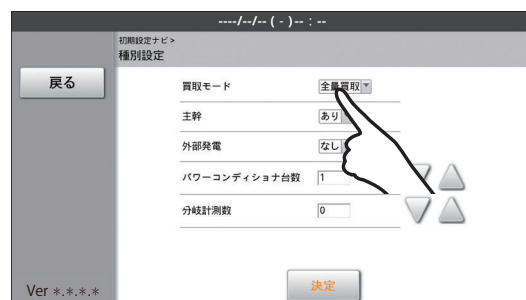 ----/--/-- ( - )-- : --
初期設定ナビ>
種別設定
戻る
買取モード 全量買取
主幹 あり
外部発電 なし
パワーコンディショナ台数 1
分岐計測数 0
決定
Ver *.*.*.*